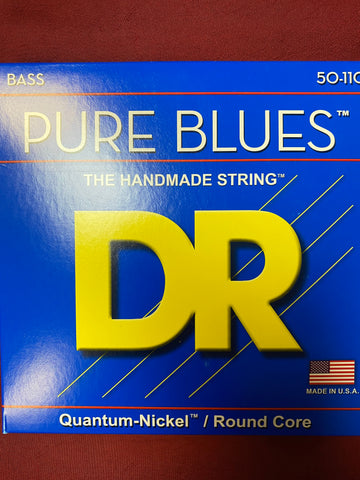 BASS 50-110
PURE BLUES™
THE HANDMADE STRING™
DR
MADE IN U.S.A.
Quantum-Nickel™ / Round Core